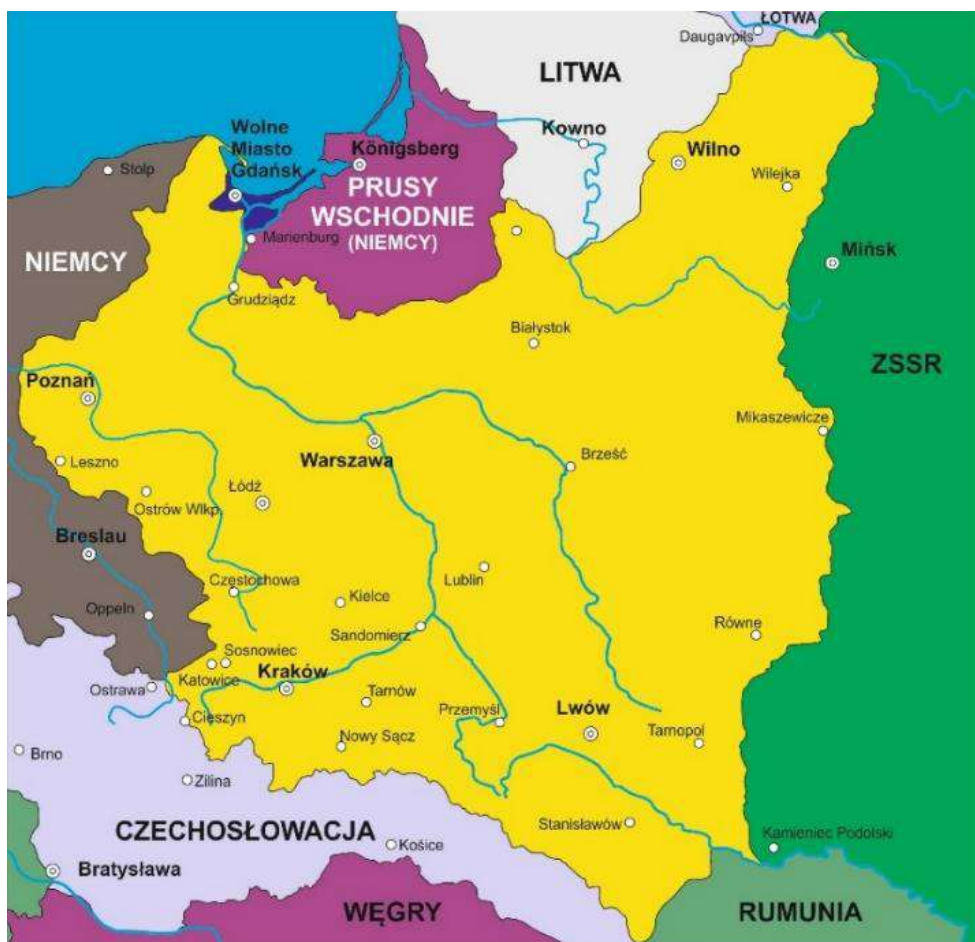 ŁOTWA
Daugavpils
LITWA
Wolne
Miasto
Gdańsk
Kowno
Königsberg
Wilno
Stolp
PRUSY
WSCHODNIE
(NIEMCY)
Wilejka
Marienburg
NIEMCY
Mińsk
Grudziądz
Białystok
ZSSR
Poznań
Mikaszewicze
Warszawa
Leszno
Brześć
Łódź
Ostrów Wlkp.
Breslau
Lublin
Częstochowa
Kielce
Oppeln
Równe
Sandomierz
Sosnowiec
Katowice
Kraków
Ostrawa
Tarnów
Przemyśl
Lwów
Cieszyn
Tarnopol
Nowy Sącz
Brno
Zilina
Stanisławów
CZECHOSŁOWACJA
Kamieniec Podolski
Košice
Bratysława
WĘGRY
RUMUNIA